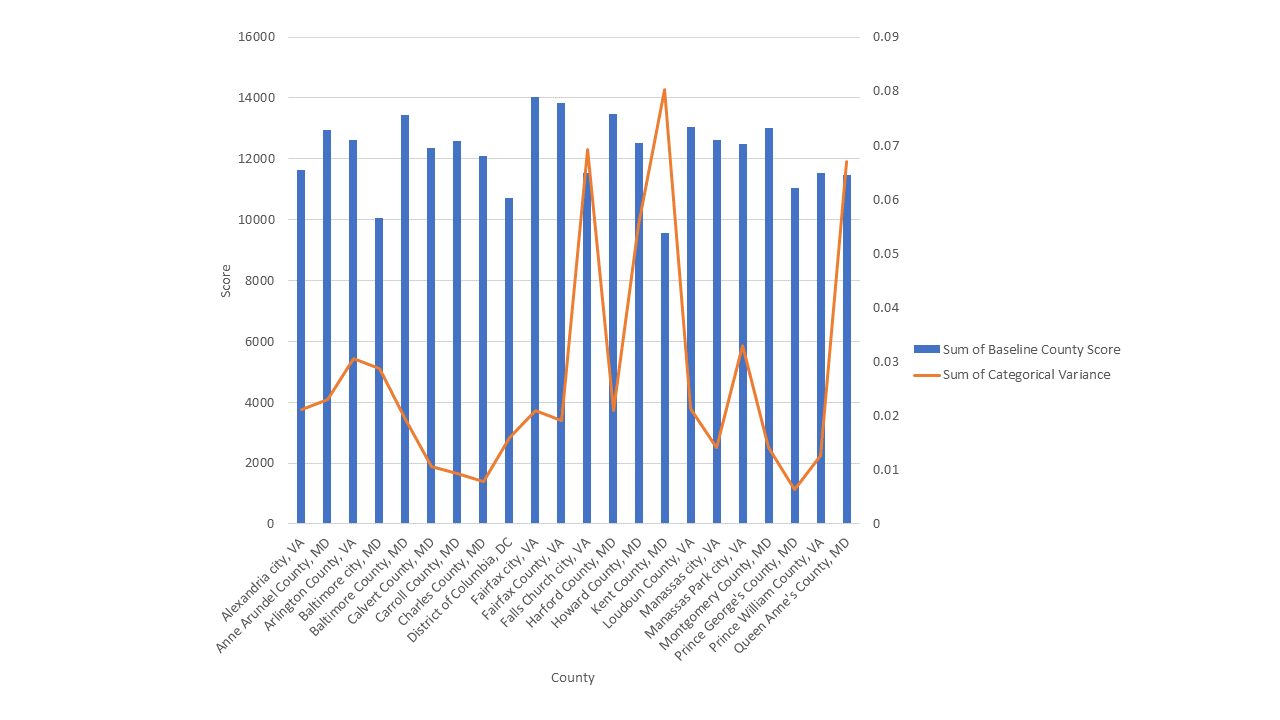 16000
14000
12000
10000
8000
6000
4000
2000
0
Score
0.09
0.08
0.07
0.06
0.05
0.04
0.03
0.02
0.01
0
Alexandria city, VA
Anne Arundel County, MD
Arlington County, VA
Baltimore city, MD
Baltimore County, MD
Calvert County, MD
Carroll County, MD
Charles County, MD
District of Columbia, DC
Fairfax city, VA
Fairfax County, VA
Falls Church city, VA
Harford County, MD
Howard County, MD
Kent County, MD
Loudoun County, VA
Manassas city, VA
Manassas Park city, VA
Montgomery County, MD
Prince George's County, MD
Prince William County, VA
Queen Anne's County, MD
County
Sum of Baseline County Score
Sum of Categorical Variance